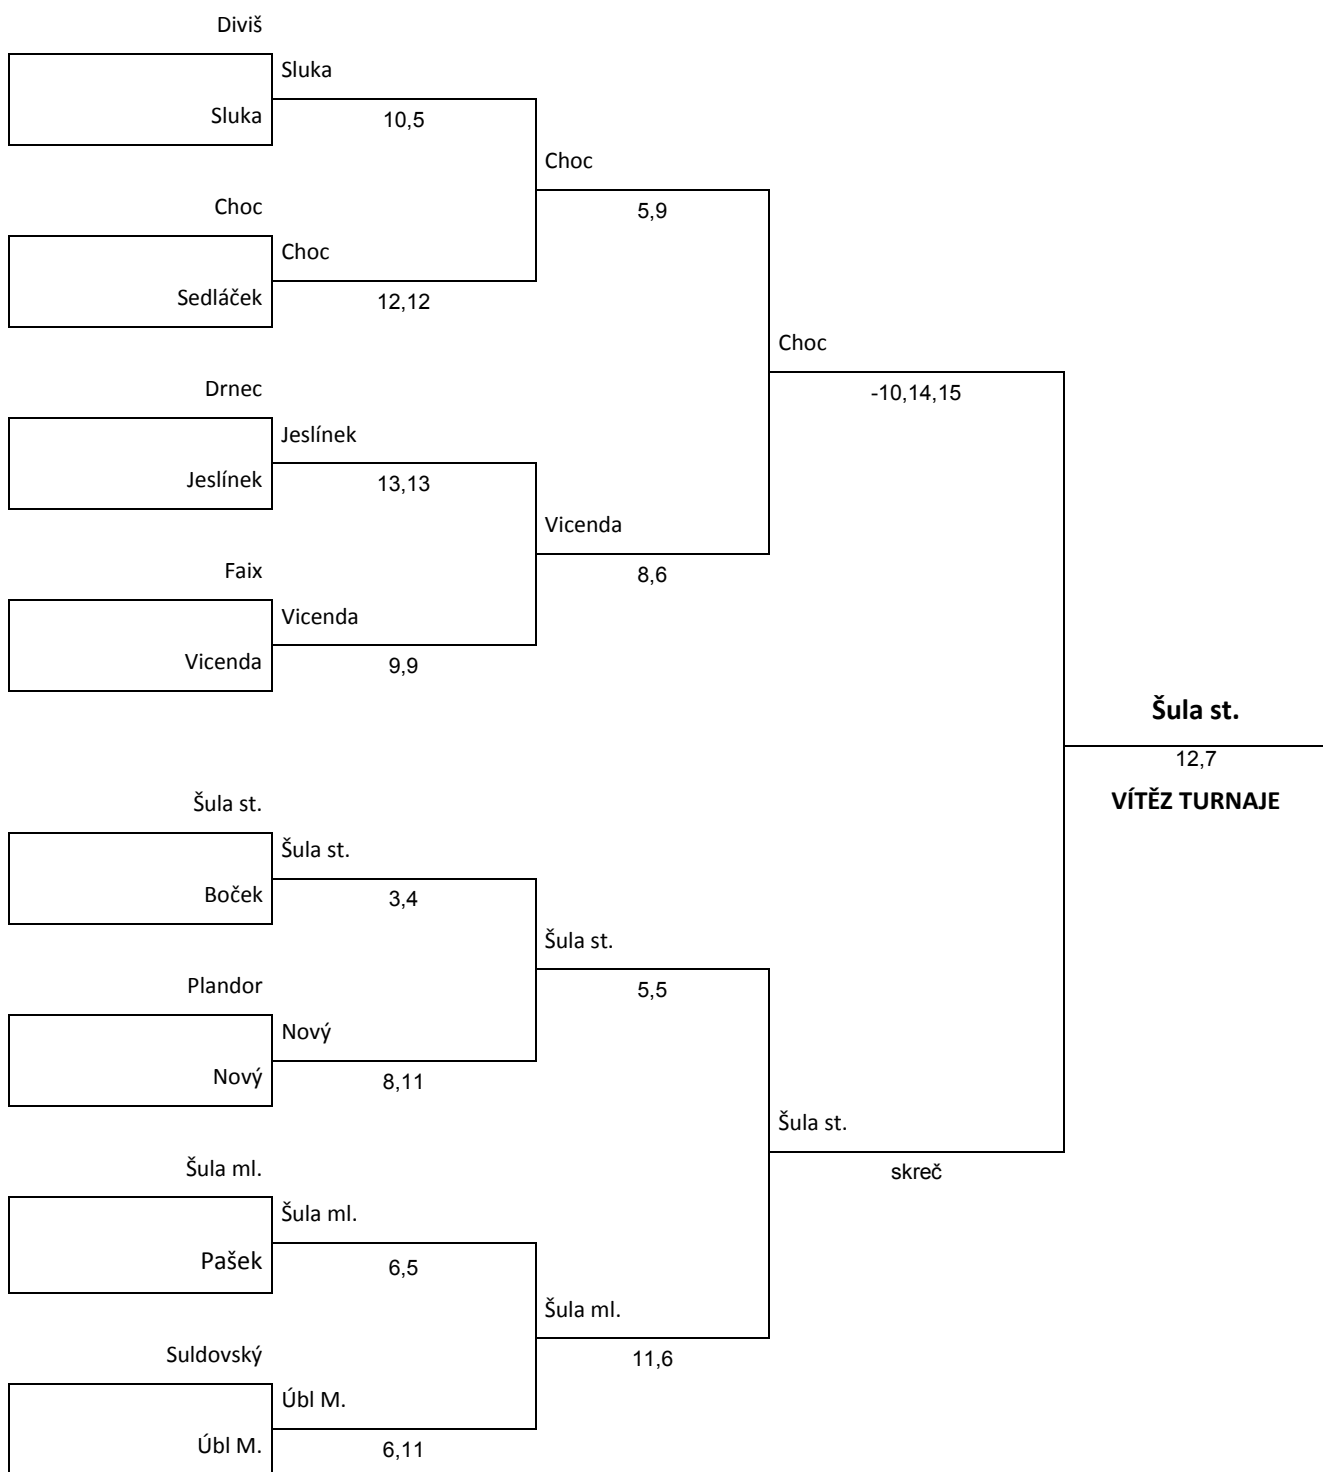 Diviš
Sluka
Sluka
10,5
Choc
Choc
5,9
Choc
Sedláček
12,12
Choc
Drnec
-10,14,15
Jeslínek
Jeslínek
13,13
Vicenda
Faix
8,6
Vicenda
Vicenda
9,9
Šula st.
12,7
Šula st.
VÍTĚZ TURNAJE
Šula st.
Boček
3,4
Šula st.
Plandor
5,5
Nový
Nový
8,11
Šula st.
Šula ml.
skreč
Šula ml.
Pašek
6,5
Šula ml.
Suldovský
11,6
Úbl M.
Úbl M.
6,11